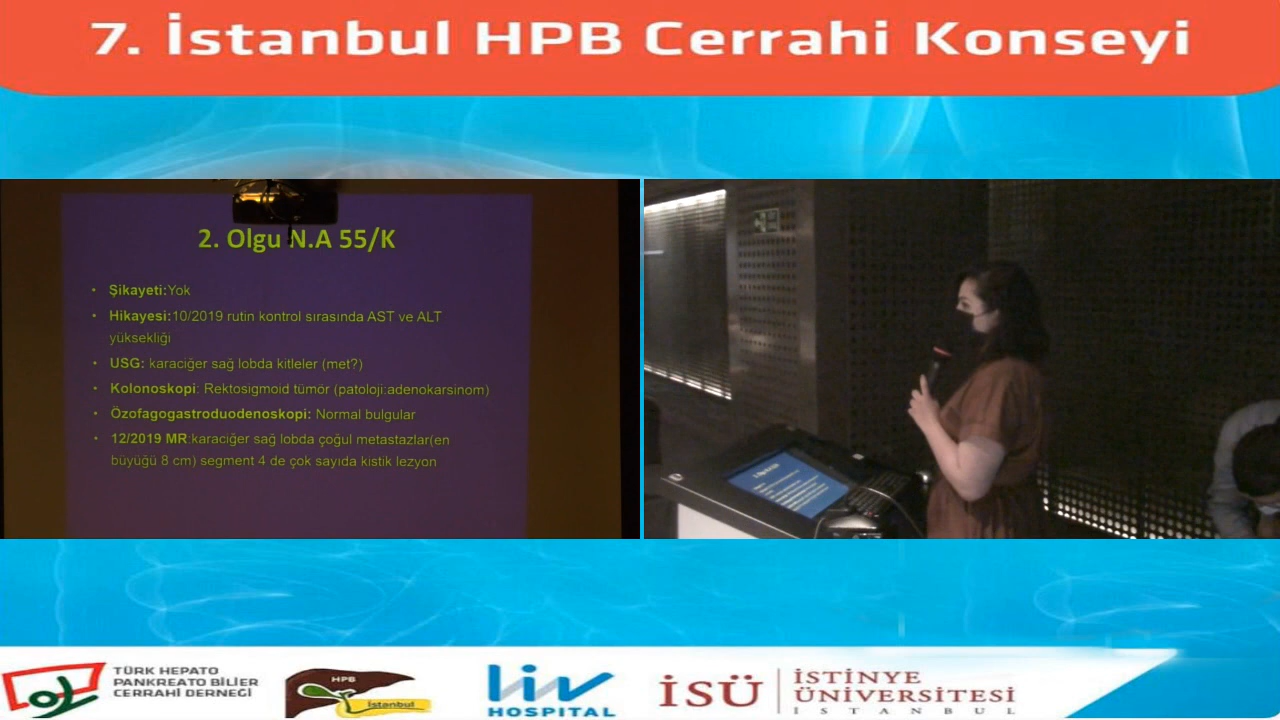 7. İstanbul HPB Cerrahi Konseyi
2. Olgu N.A 55/K
• Şikayeti:Yok
• Hikayesi:10/2019 rutin kontrol sırasında AST ve ALT
yüksekliği
• USG: karaciğer sağ lobda kitleler (met?)
• Kolonoskopi: Rektosigmoid tümör (patoloji:adenokarsinom)
• Özofagogastroduodenoskopi: Normal bulgular
• 12/2019 MR:karaciğer sağ lobda çoğul metastazlar(en
büyüğü 8 cm) segment 4 de çok sayıda kistik lezyon
TÜRK HEPATO
PANKREATO BİLİER
CERRAHİ DERNEĞİ
HPB
İstanbul
liv
HOSPITAL
İSÜ
İSTİNYE
ÜNİVERSİTESİ
İSTANBUL